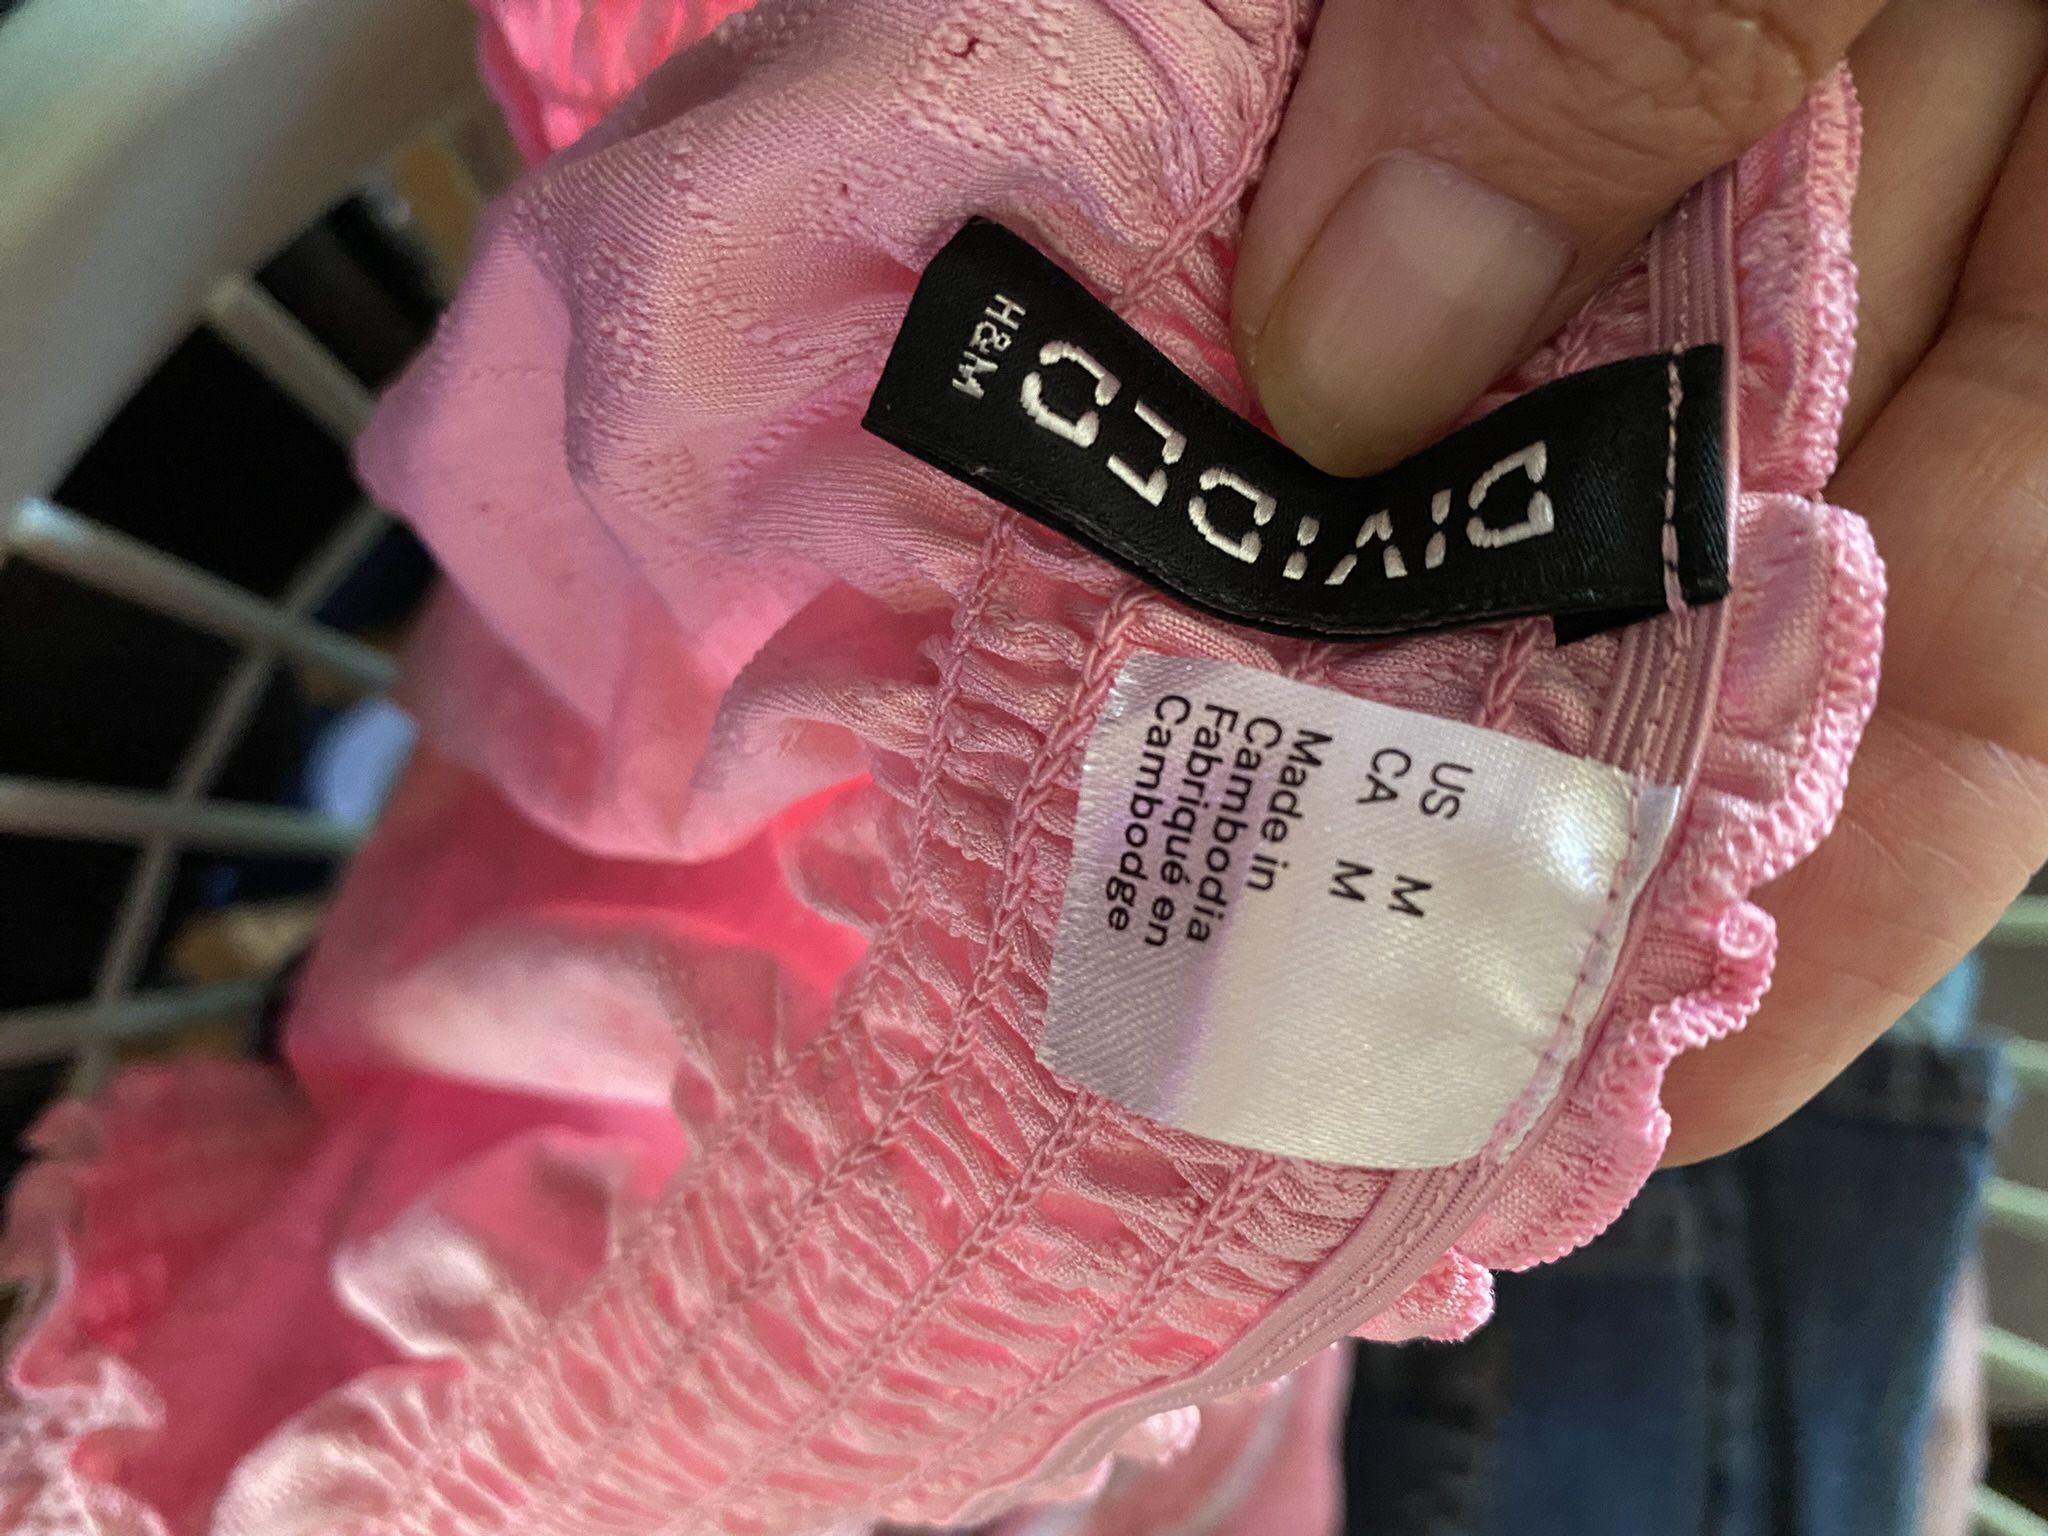 DIVIDED
H&M
US M
CA M
Made in
Cambodia
Fabriqué en
Cambodge